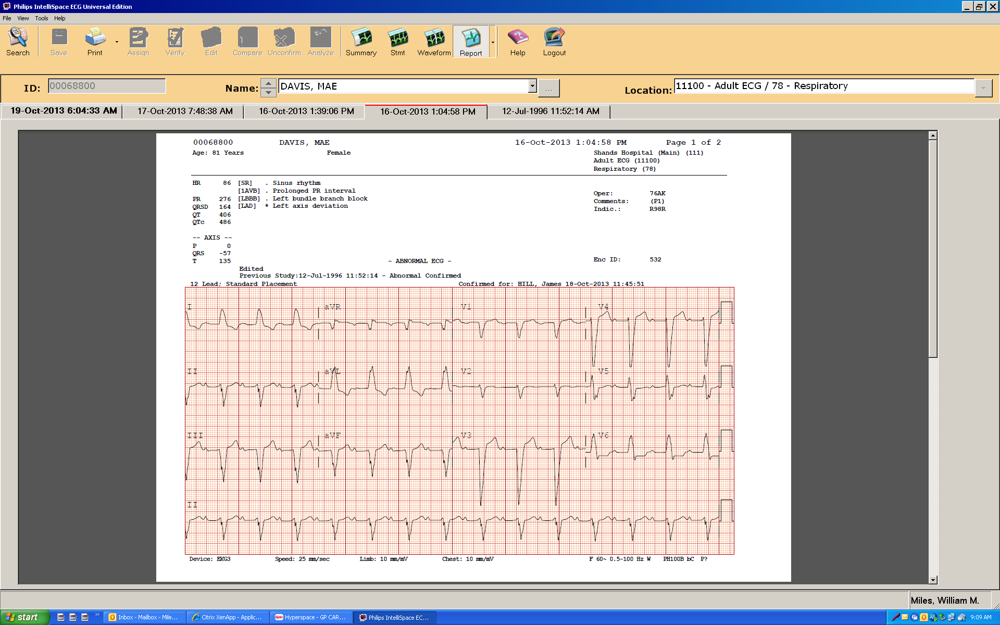 Philips IntelliSpace ECG Universal Edition
File View Tools Help
Search Save Print Assign Verify Edit Compare Unconfirm Analyze Summary Stmt Waveform Report Help Logout
ID: 00068800 Name: DAVIS, MAE ... Location: 11100 - Adult ECG / 78 - Respiratory
19-Oct-2013 6:04:33 AM 17-Oct-2013 7:48:38 AM 16-Oct-2013 1:39:06 PM 16-Oct-2013 1:04:58 PM 12-Jul-1996 11:52:14 AM
00068800 DAVIS, MAE 16-Oct-2013 1:04:58 PM Page 1 of 2
Age: 81 Years Female Shands Hospital (Main) (111)
Adult ECG (11100)
Respiratory (78)
HR 86 [SR] . Sinus rhythm
[1AVB] . Prolonged PR interval
Oper: 76AK
PR 276 [LBBB] . Left bundle branch block
Comments: (P1)
QRSD 164 [LAD] * Left axis deviation
Indic.: R98R
QT 406
QTc 486
-- AXIS --
P 0
QRS -57
T 135 - ABNORMAL ECG - Enc ID: 532
Edited
Previous Study:12-Jul-1996 11:52:14 - Abnormal Confirmed
12 Lead; Standard Placement Confirmed for: HILL, James 18-Oct-2013 11:45:51
I aVR V1 V4
II aVL V2 V5
III aVF V3 V6
II
Device: EKG3 Speed: 25 mm/sec Limb: 10 mm/mV Chest: 10 mm/mV F 60~ 0.5-100 Hz W PH100B bC P?
Miles, William M.
start Inbox - Mailbox - Mile... Citrix XenApp - Applic... Hyperspace - GP CAR... Philips IntelliSpace EC... 9:09 AM